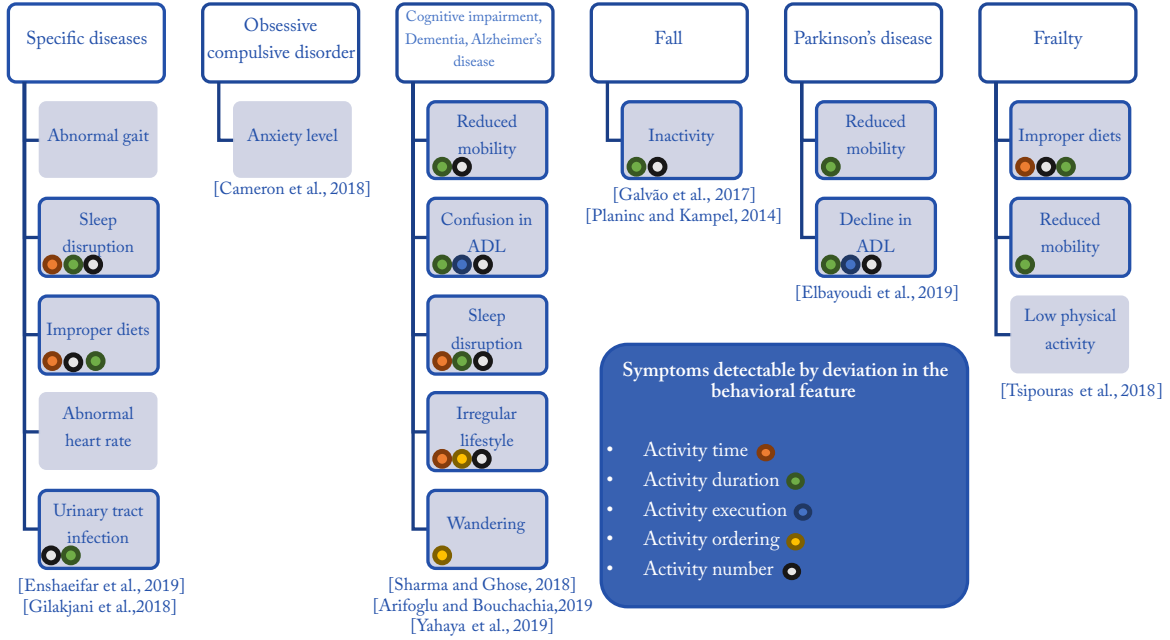 Specific diseases
Abnormal gait
Sleep
disruption
Improper diets
Abnormal
heart rate
Urinary tract
infection
[Enshaeifar et al., 2019]
[Gilakjani et al.,2018]
Obsessive
compulsive disorder
Anxiety level
[Cameron et al., 2018]
Cognitive impairment,
Dementia, Alzheimer's
disease
Reduced
mobility
Confusion in
ADL
Sleep
disruption
Irregular
lifestyle
Wandering
[Sharma and Ghose, 2018]
[Arifoglu and Bouchachia,2019
[Yahaya et al., 2019]
Fall
Inactivity
[Galvão et al., 2017]
[Planinc and Kampel, 2014]
Parkinson's disease
Reduced
mobility
Decline in
ADL
[Elbayoudi et al., 2019]
Frailty
Improper diets
Reduced
mobility
Low physical
activity
[Tsipouras et al., 2018]
Symptoms detectable by deviation in the
behavioral feature
• Activity time
• Activity duration
• Activity execution
• Activity ordering
• Activity number